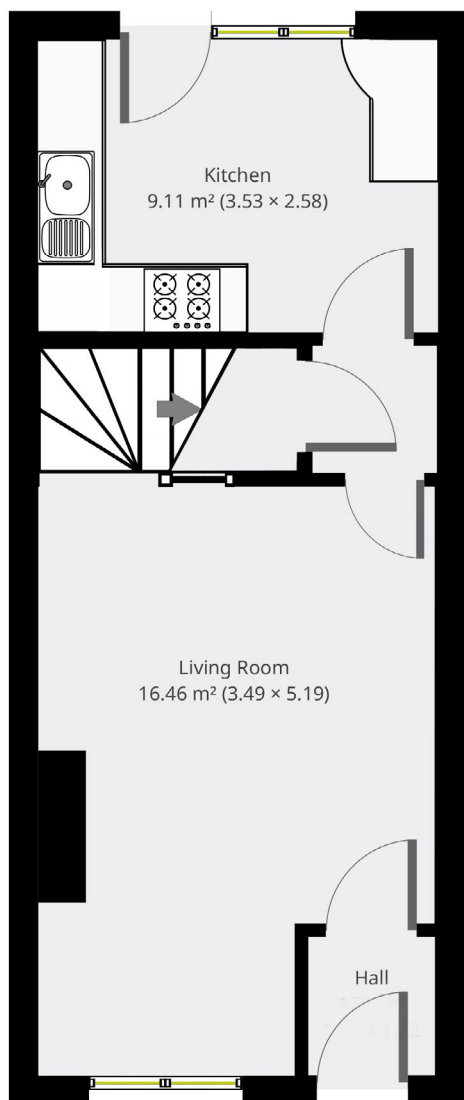 Kitchen
9.11 m² (3.53 × 2.58)
Living Room
16.46 m² (3.49 × 5.19)
Hall